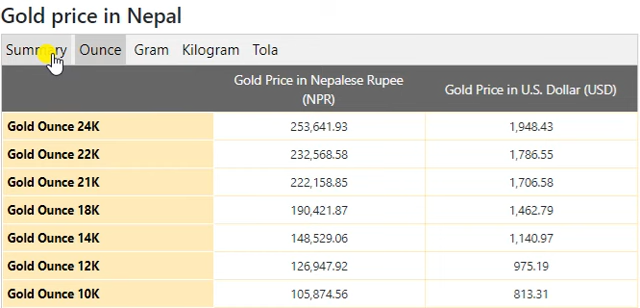 Gold price in Nepal
Summary Ounce Gram Kilogram Tola
Gold Price in Nepalese Rupee (NPR) Gold Price in U.S. Dollar (USD)
Gold Ounce 24K 253,641.93 1,948.43
Gold Ounce 22K 232,568.58 1,786.55
Gold Ounce 21K 222,158.85 1,706.58
Gold Ounce 18K 190,421.87 1,462.79
Gold Ounce 14K 148,529.06 1,140.97
Gold Ounce 12K 126,947.92 975.19
Gold Ounce 10K 105,874.56 813.31